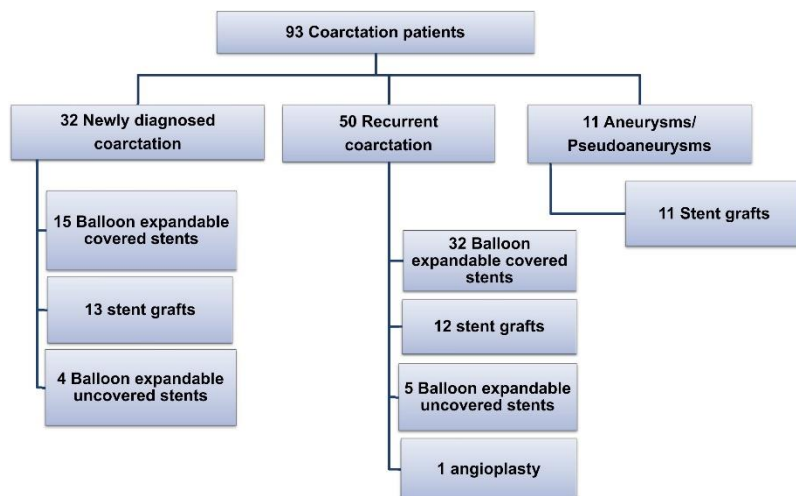 93 Coarctation patients
32 Newly diagnosed
coarctation
50 Recurrent
coarctation
11 Aneurysms/
Pseudoaneurysms
15 Balloon expandable
covered stents
13 stent grafts
4 Balloon expandable
uncovered stents
32 Balloon
expandable covered
stents
12 stent grafts
5 Balloon expandable
uncovered stents
1 angioplasty
11 Stent grafts